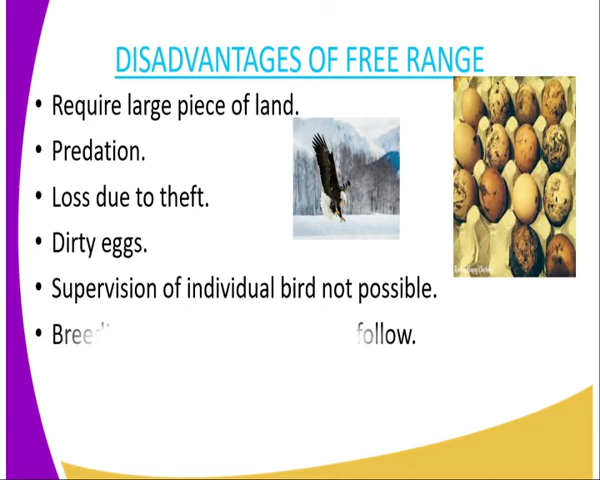 DISADVANTAGES OF FREE RANGE
• Require large piece of land.
• Predation.
• Loss due to theft.
• Dirty eggs.
• Supervision of individual bird not possible.
• follow.